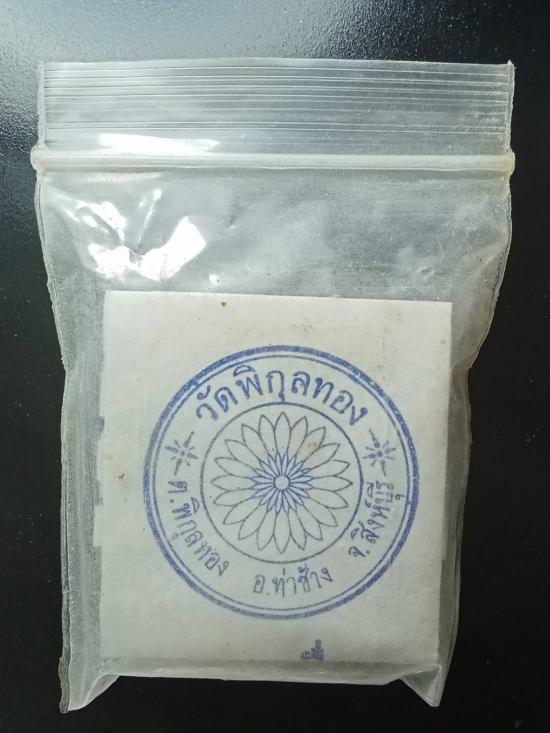 วัดพิกุลทอง
ต.พิกุลทอง อ.ท่าช้าง จ.สิงห์บุรี